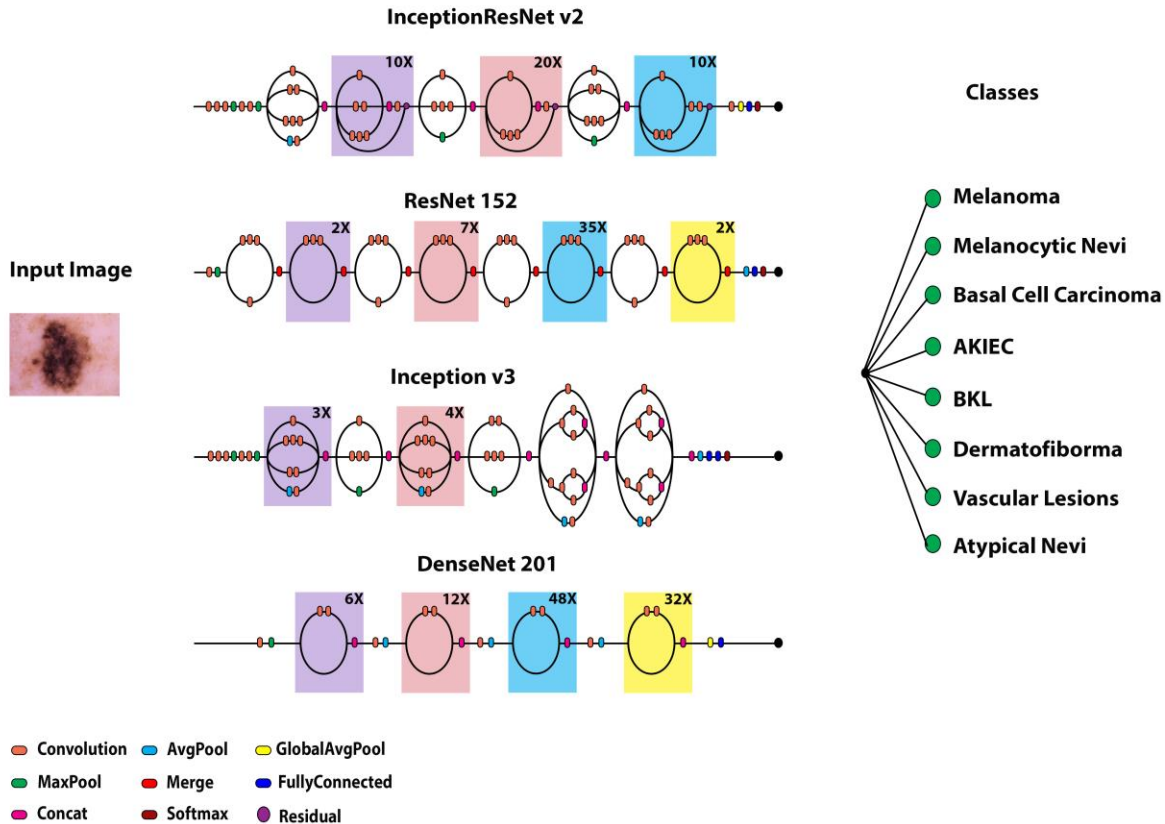 InceptionResNet v2
10X
20X
10X
Classes
ResNet 152
2X
7X
35X
2X
Input Image
Inception v3
3X
4X
DenseNet 201
6X
12X
48X
32X
Melanoma
Melanocytic Nevi
Basal Cell Carcinoma
AKIEC
BKL
Dermatofiborma
Vascular Lesions
Atypical Nevi
Convolution
AvgPool
GlobalAvgPool
MaxPool
Merge
FullyConnected
Concat
Softmax
Residual